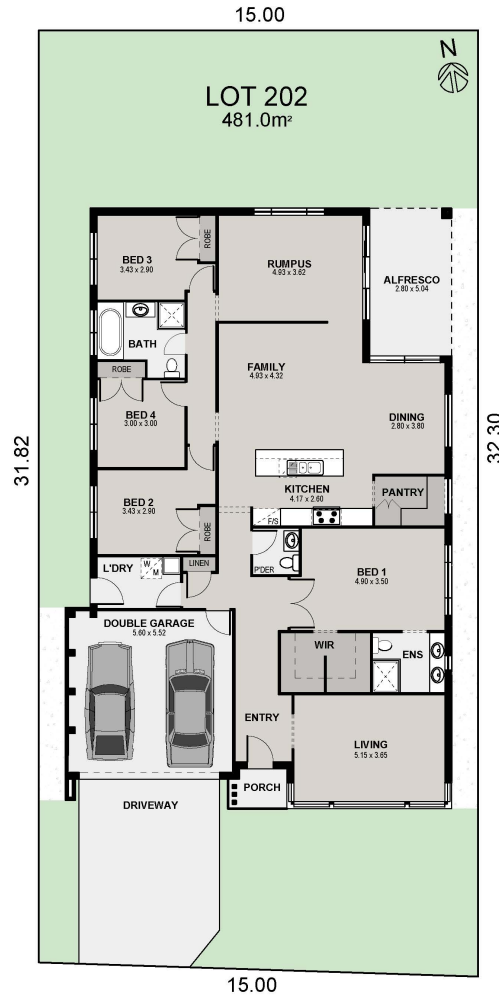 15.00
N
LOT 202
481.0m²
BED 3
3.43 x 2.90
ROBE
RUMPUS
4.93 x 3.62
ALFRESCO
2.80 x 5.04
BATH
ROBE
FAMILY
4.93 x 4.32
BED 4
3.00 x 3.00
DINING
2.80 x 3.80
31.82
32.30
KITCHEN
4.17 x 2.60
PANTRY
BED 2
3.43 x 2.90
ROBE
F/S
P'DER
BED 1
4.90 x 3.50
L'DRY
W
M
LINEN
DOUBLE GARAGE
5.60 x 5.52
WIR
ENS
ENTRY
LIVING
5.15 x 3.65
PORCH
DRIVEWAY
15.00